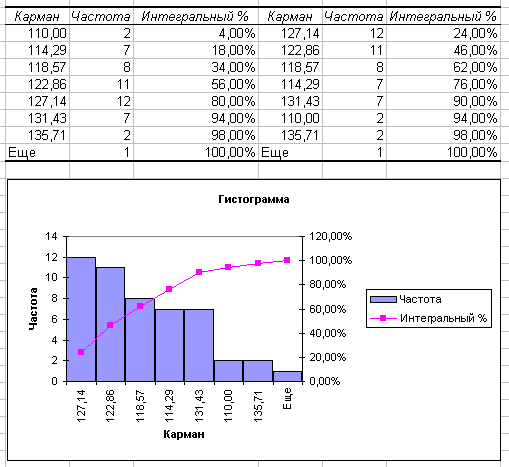 Карман Частота Интегральный % Карман Частота Интегральный %
110,00 2 4,00% 127,14 12 24,00%
114,29 7 18,00% 122,86 11 46,00%
118,57 8 34,00% 118,57 8 62,00%
122,86 11 56,00% 114,29 7 76,00%
127,14 12 80,00% 131,43 7 90,00%
131,43 7 94,00% 110,00 2 94,00%
135,71 2 98,00% 135,71 2 98,00%
Еще 1 100,00% Еще 1 100,00%
Гистограмма
14 120,00%
12 100,00%
10 80,00%
8 60,00%
6 40,00%
4 20,00%
2 0,00%
0
Частота
Частота
Интегральный %
127,14 122,86 118,57 114,29 131,43 110,00 135,71 Еще
Карман